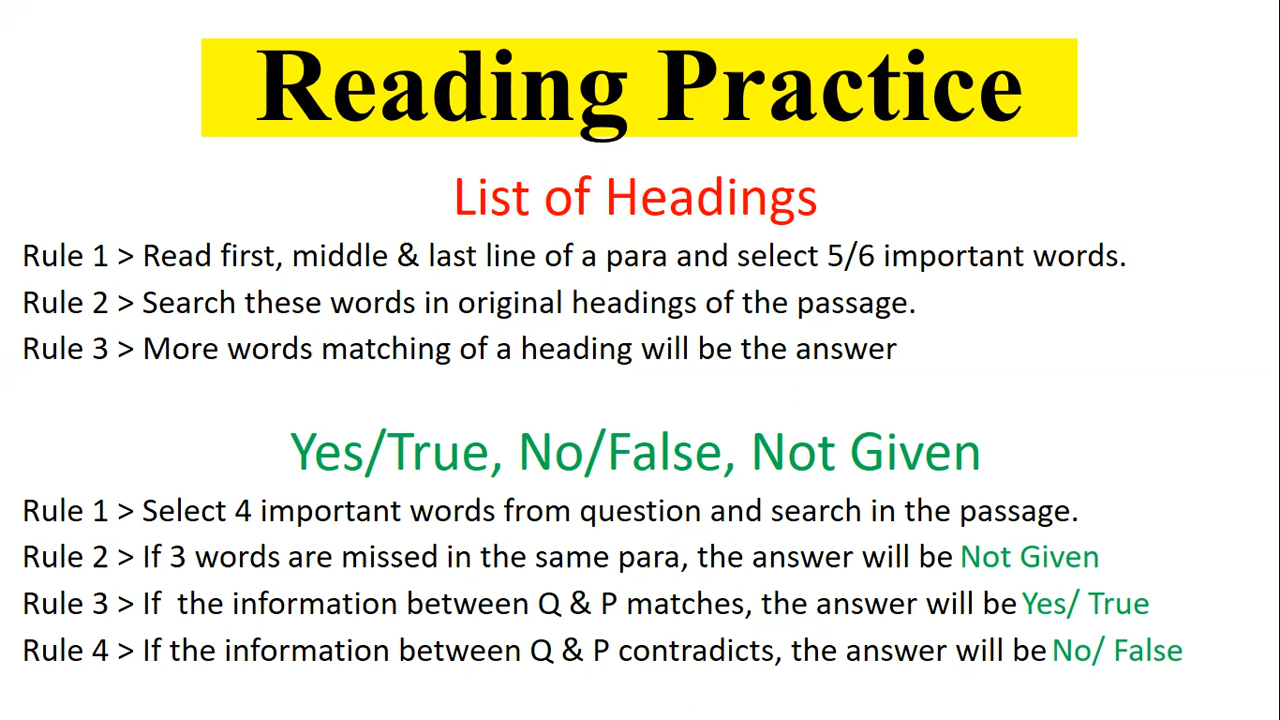 Reading Practice
List of Headings
Rule 1 > Read first, middle & last line of a para and select 5/6 important words.
Rule 2 > Search these words in original headings of the passage.
Rule 3 > More words matching of a heading will be the answer
Yes/True, No/False, Not Given
Rule 1 > Select 4 important words from question and search in the passage.
Rule 2 > If 3 words are missed in the same para, the answer will be Not Given
Rule 3 > If  the information between Q & P matches, the answer will be Yes/ True
Rule 4 > If the information between Q & P contradicts, the answer will be No/ False